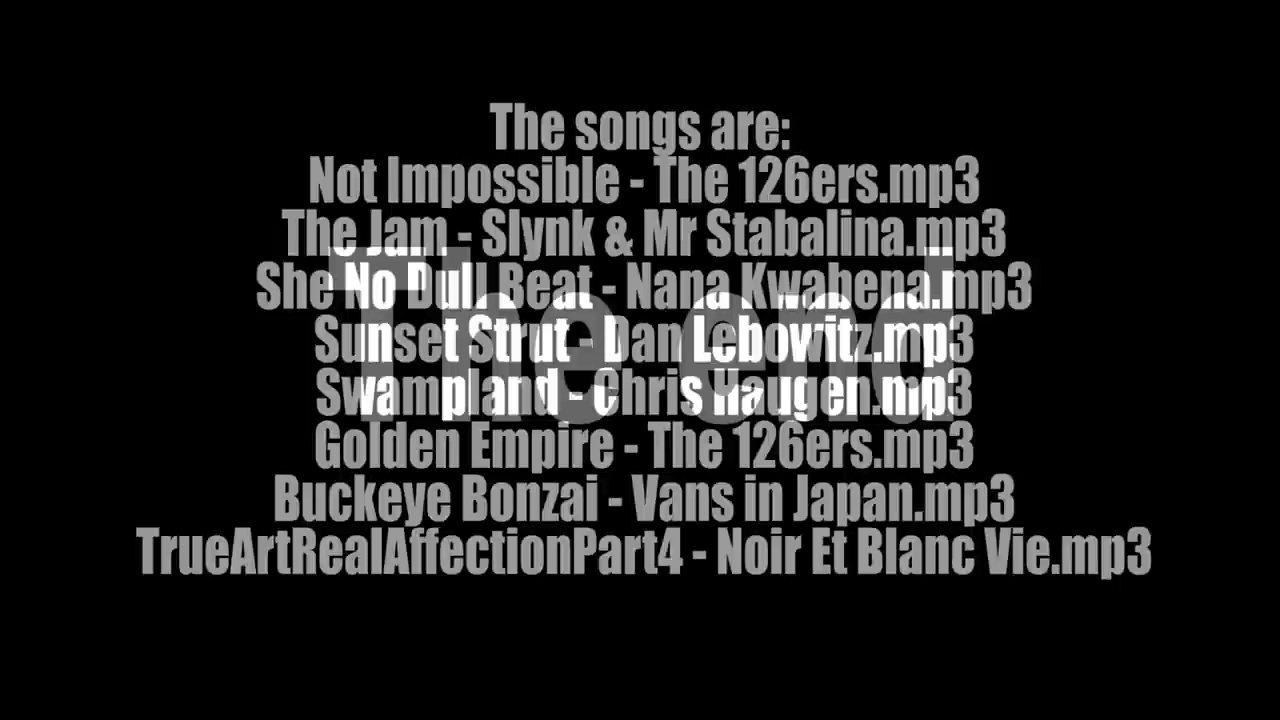 The songs are:
Not Impossible - The 126ers.mp3
The Jam - Slynk & Mr Stabalina.mp3
She No Dull Beat - Nana Kwabena.mp3
Sunset Strut - Dan Lebowitz.mp3
Swampland - Chris Haugen.mp3
Golden Empire - The 126ers.mp3
Buckeye Bonzai - Vans in Japan.mp3
TrueArtRealAffectionPart4 - Noir Et Blanc Vie.mp3
The end